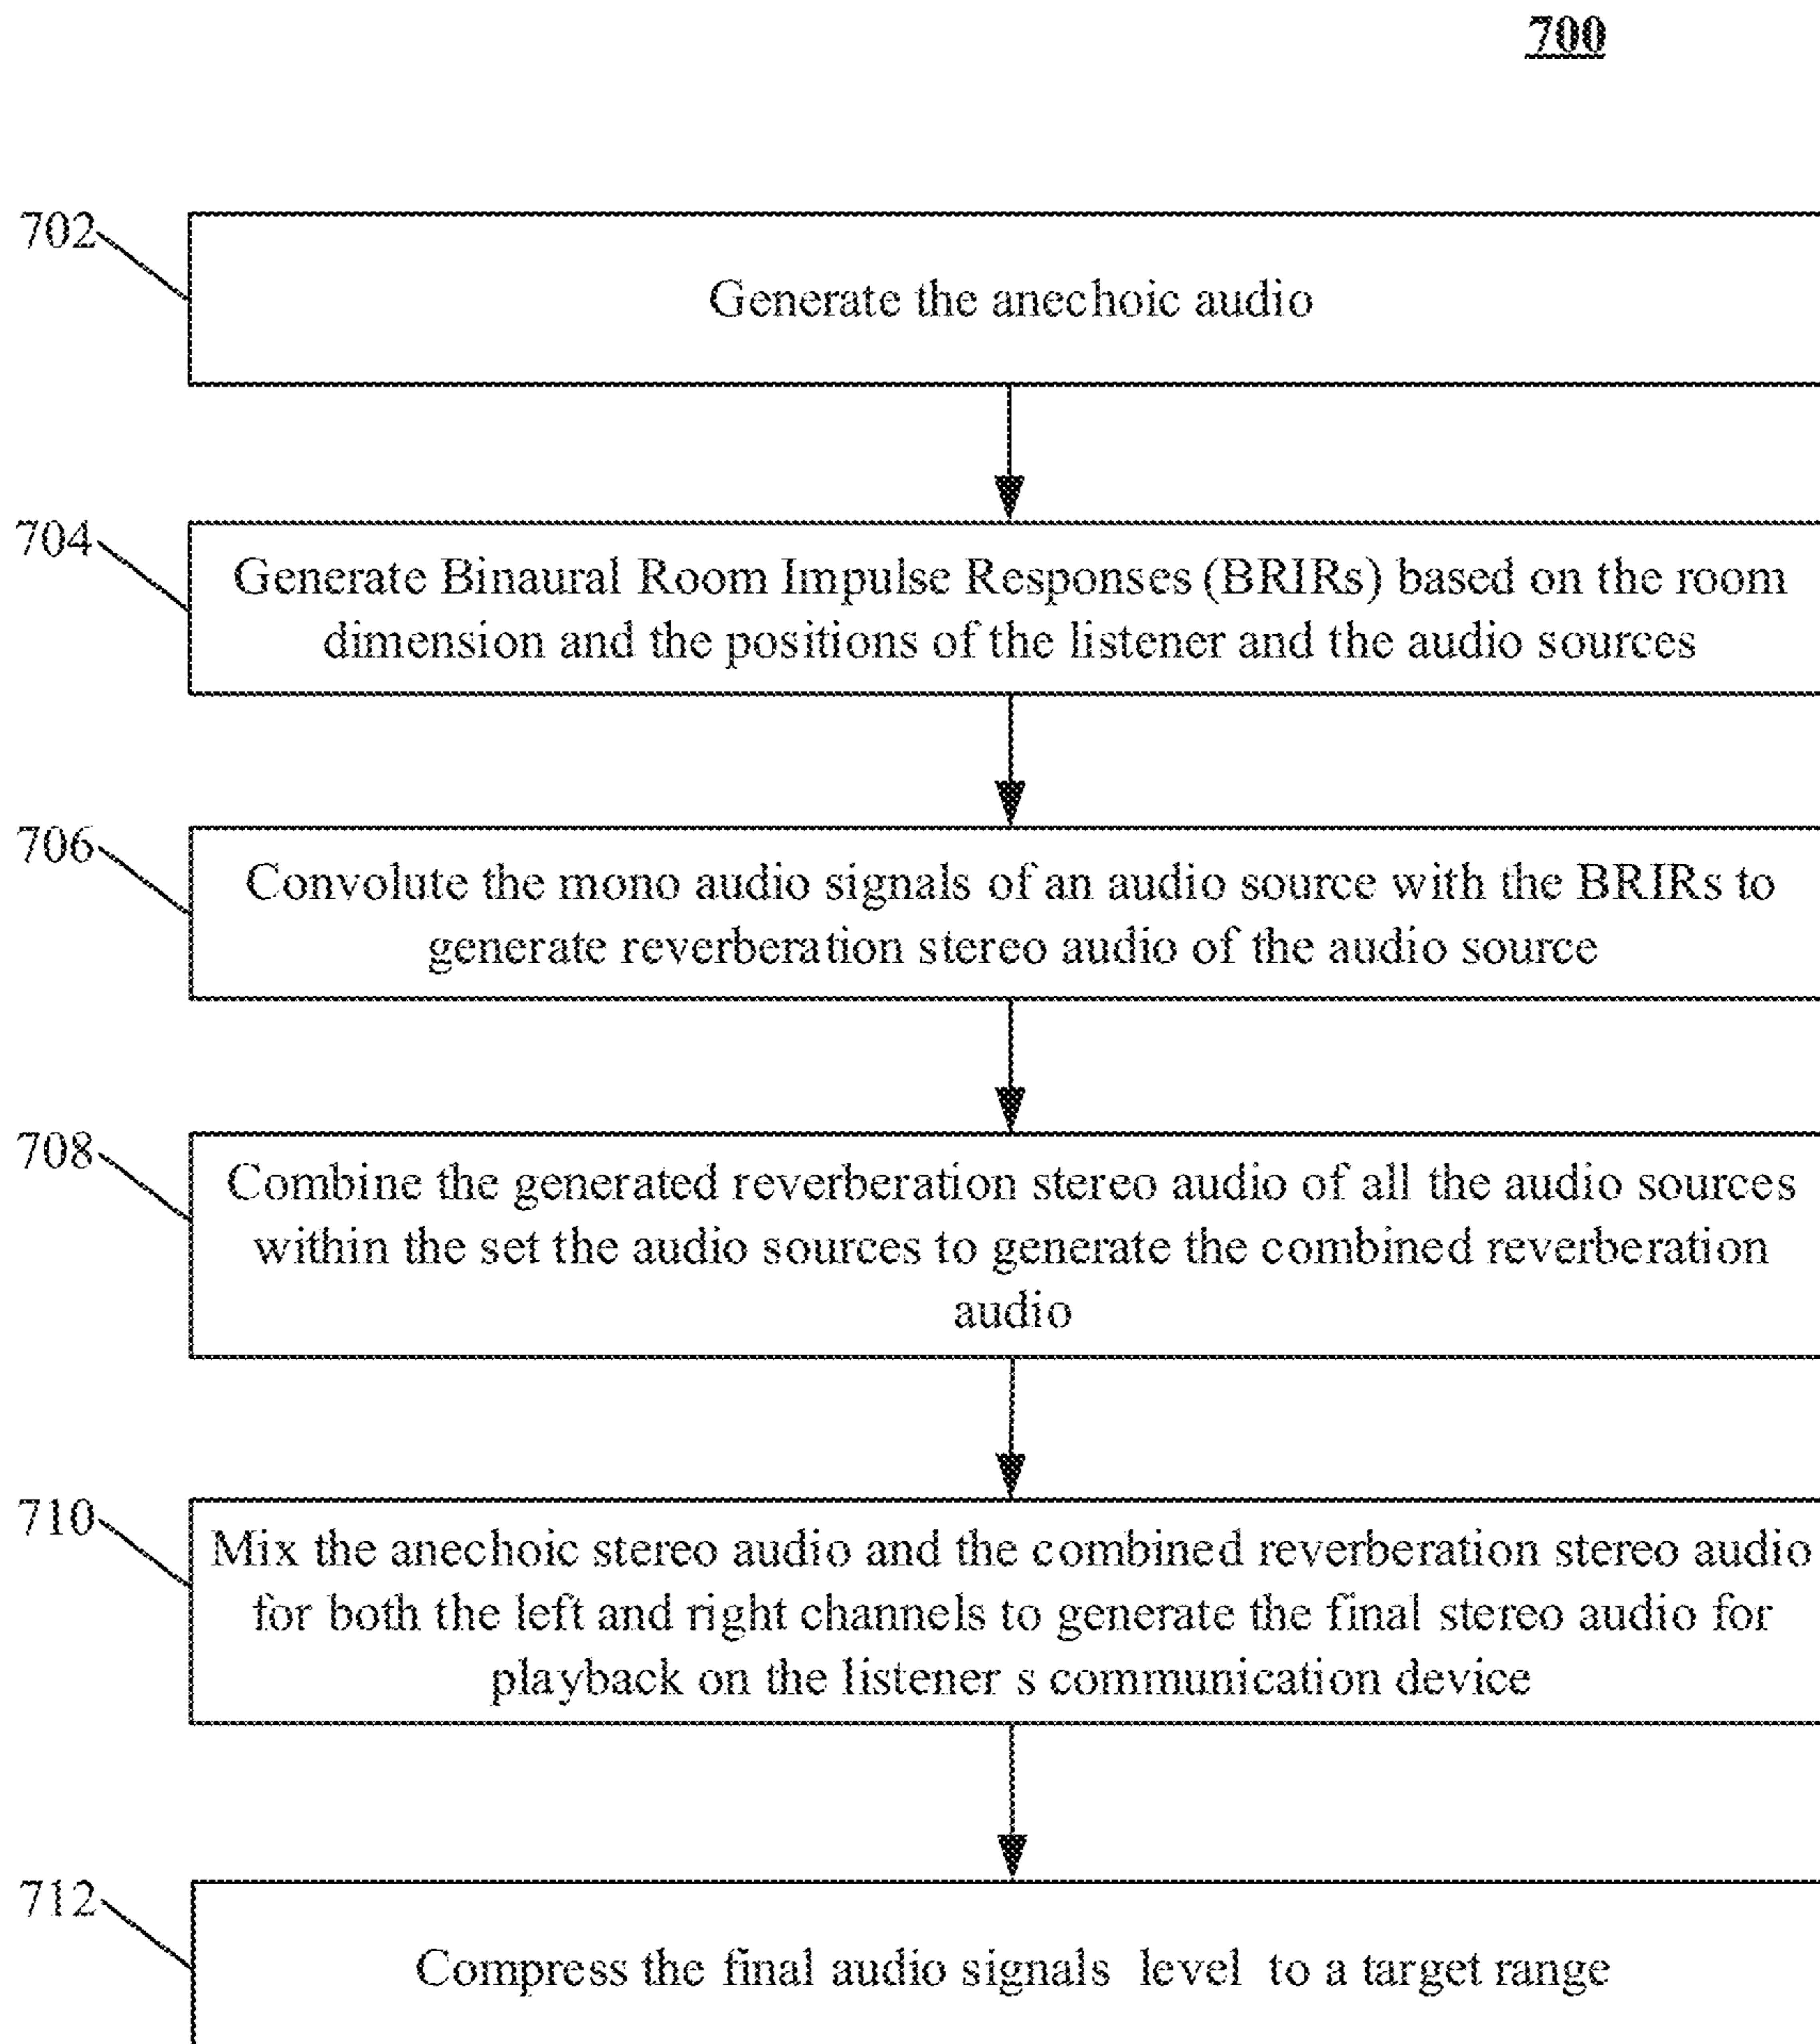 700
702
Generate the anechoic audio
704
Generate Binaural Room Impulse Responses (BRIRs) based on the room
dimension and the positions of the listener and the audio sources
706
Convolute the mono audio signals of an audio source with the BRIRs to
generate reverberation stereo audio of the audio source
708
Combine the generated reverberation stereo audio of all the audio sources
within the set the audio sources to generate the combined reverberation
audio
710
Mix the anechoic stereo audio and the combined reverberation stereo audio
for both the left and right channels to generate the final stereo audio for
playback on the listener s communication device
712
Compress the final audio signals level to a target range